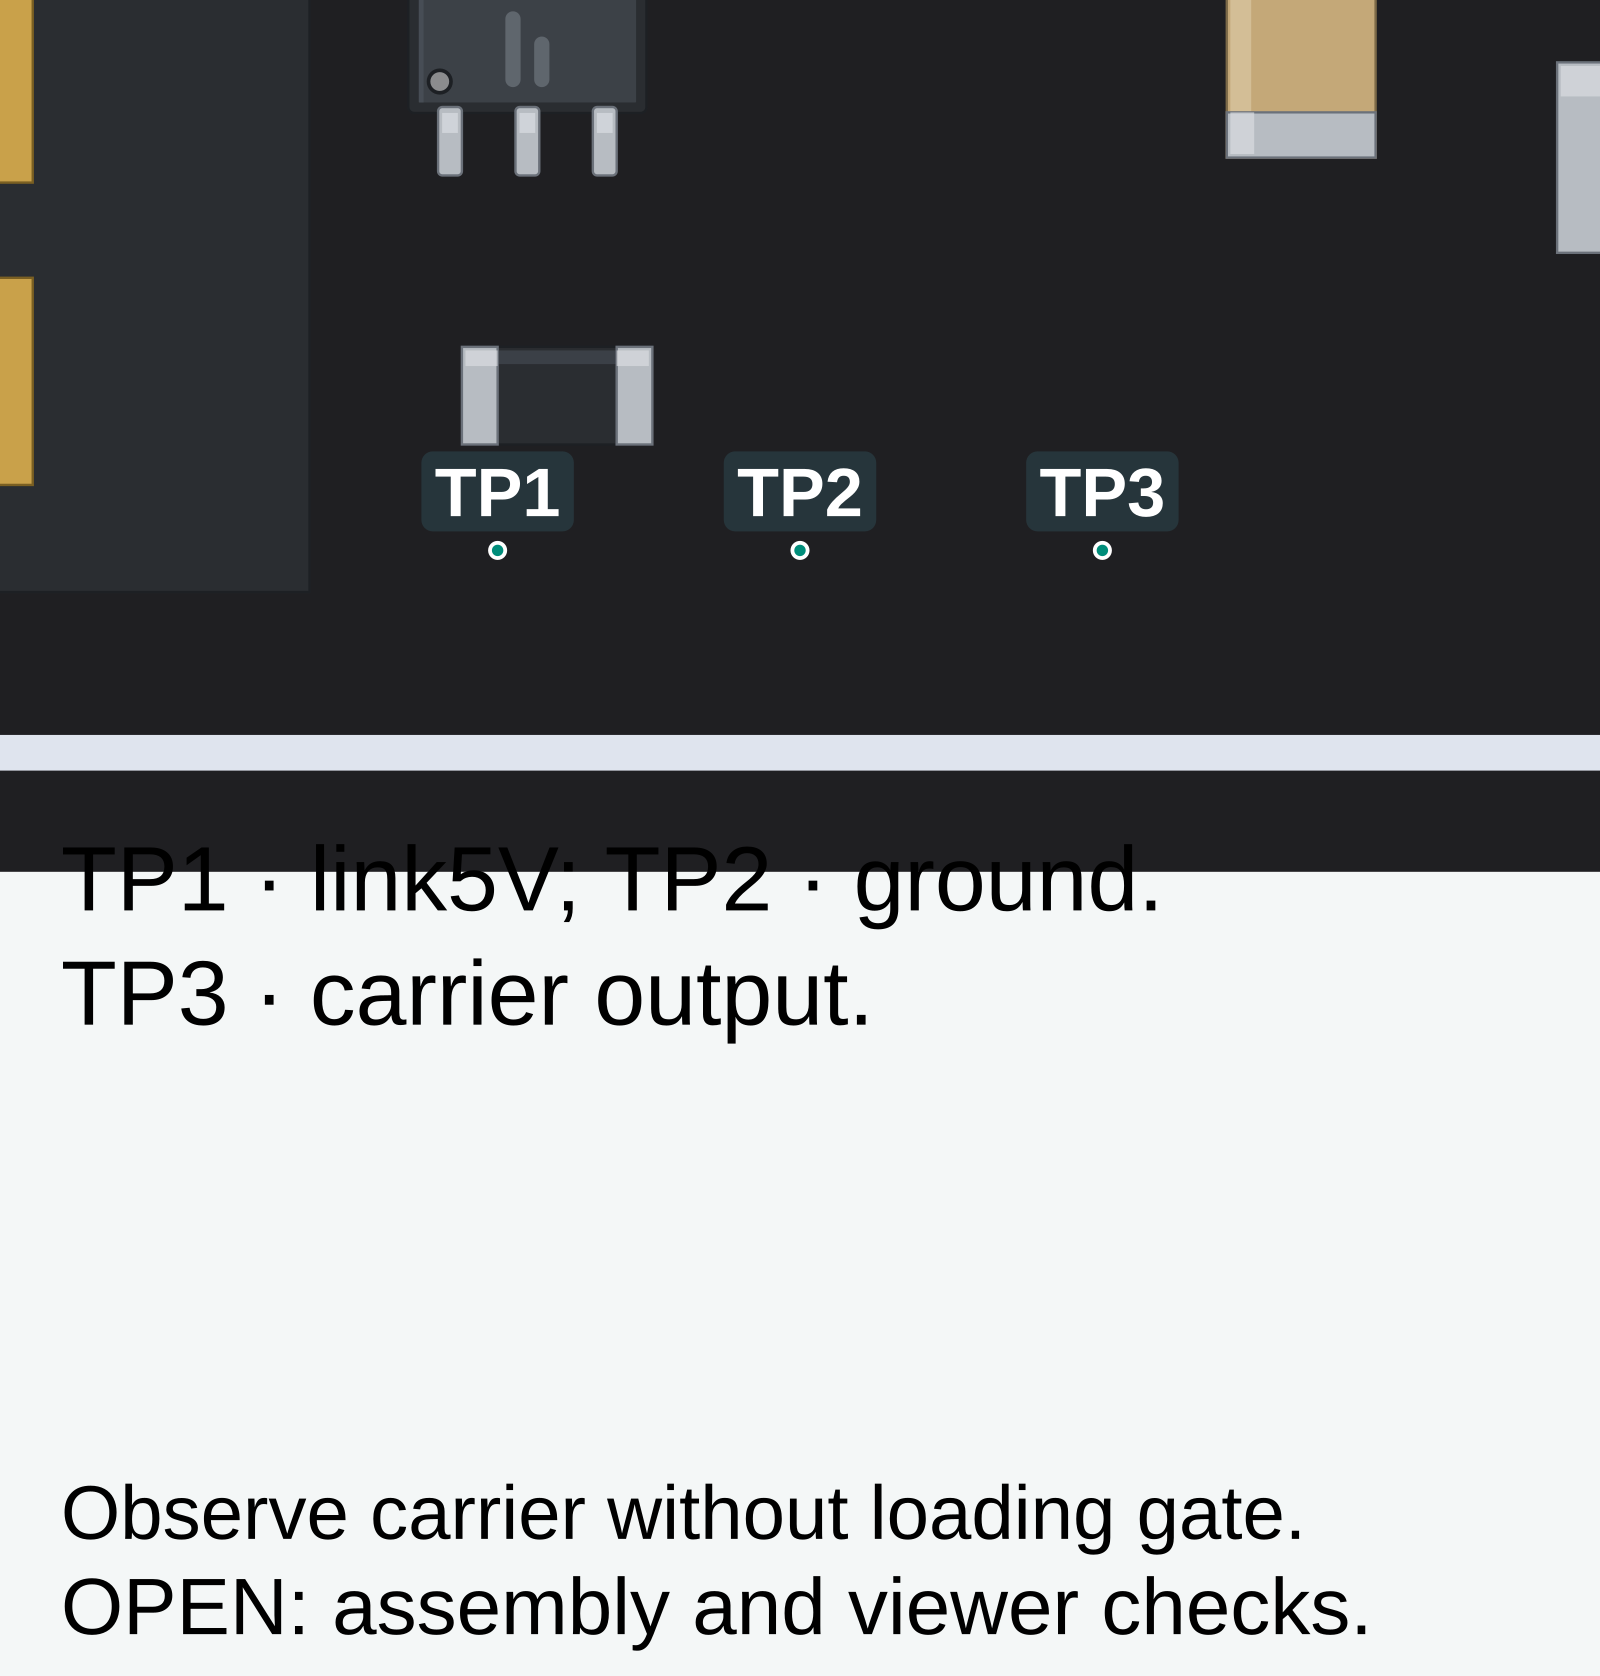 TP1 TP2 TP3
TP1 · link5V; TP2 · ground.
TP3 · carrier output.
Observe carrier without loading gate.
OPEN: assembly and viewer checks.